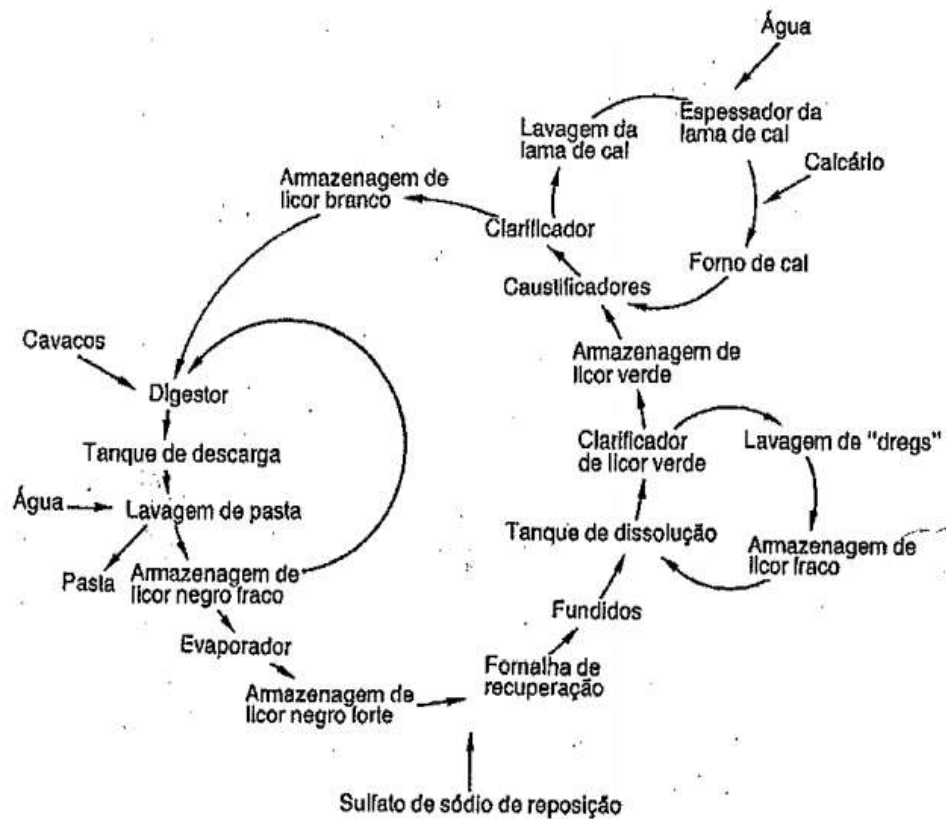 Água
Espessador da
lama de cal
Lavagem da
lama de cal
Calcário
Armazenagem de
licor branco
Clarificador
Forno de cal
Caustificadores
Cavacos
Armazenagem de
licor verde
Digestor
Clarificador
de licor verde
Lavagem de "dregs"
Tanque de descarga
Água
Lavagem de pasta
Tanque de dissolução
Armazenagem de
licor fraco
Pasta
Armazenagem de
licor negro fraco
Fundidos
Evaporador
Fornalha de
recuperação
Armazenagem de
licor negro forte
Sulfato de sódio de reposição